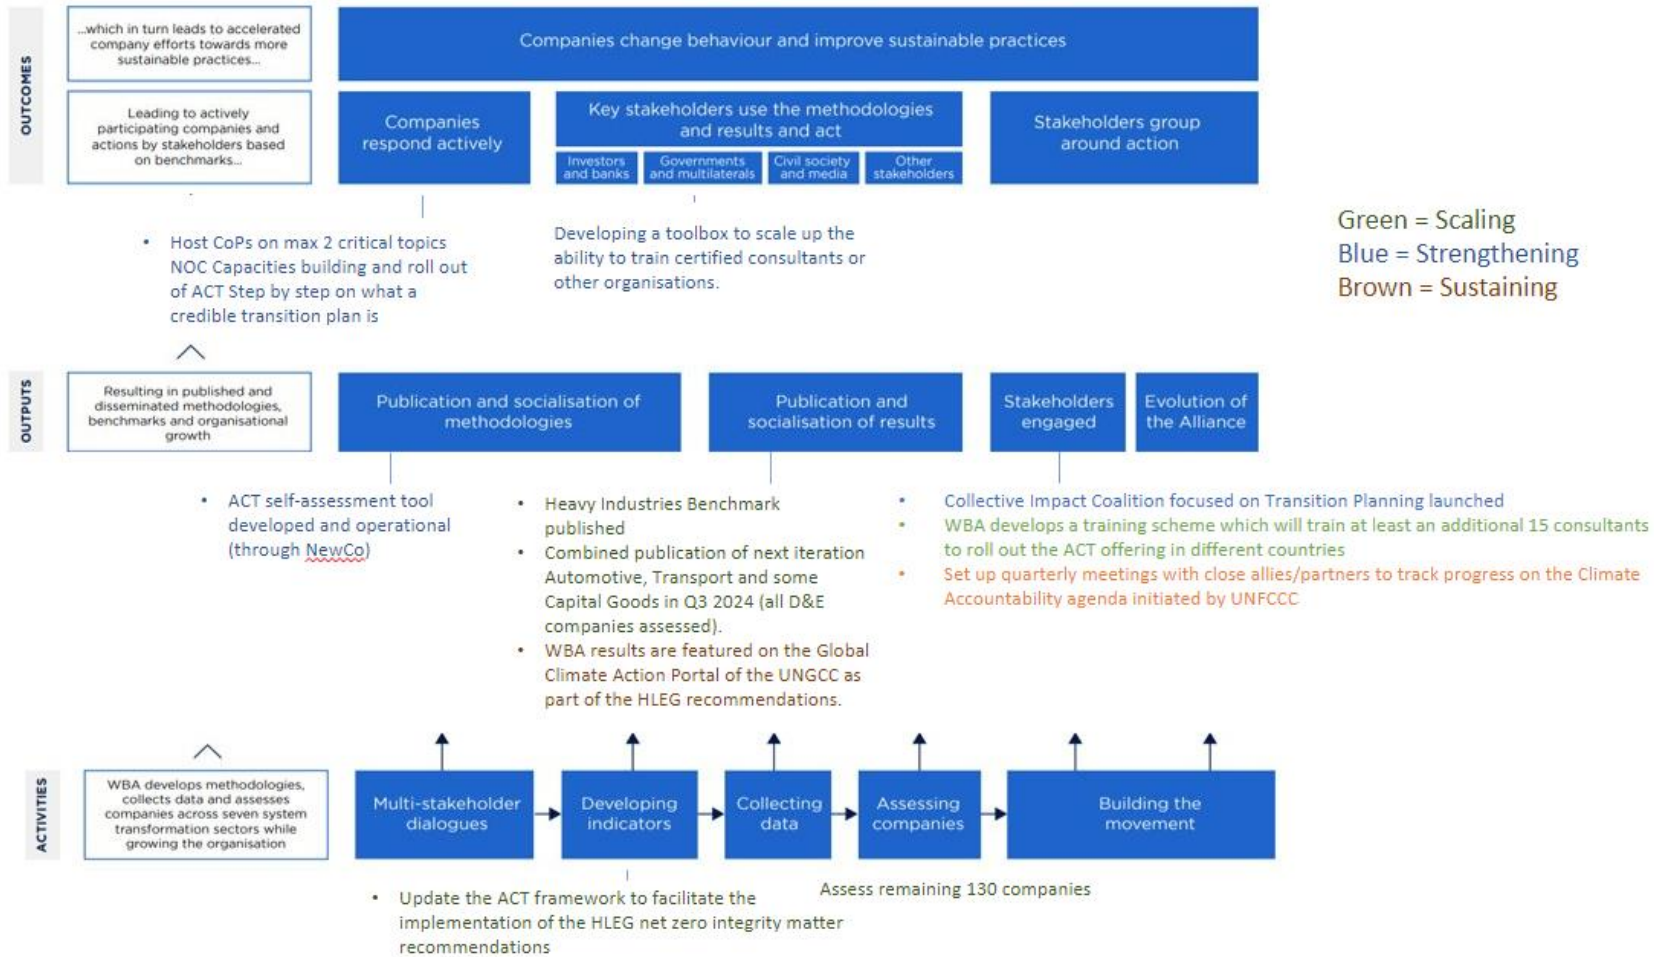 OUTCOMES
...which in turn leads to accelerated
company efforts towards more
sustainable practices...
Companies change behaviour and improve sustainable practices
Leading to actively
participating companies and
actions by stakeholders based
on benchmarks...
Companies
respond actively
Key stakeholders use the methodologies
and results and act
Investors
and banks
Governments
and multilaterals
Civil society
and media
Other
stakeholders
Stakeholders group
around action
• Host CoPs on max 2 critical topics
NOC Capacities building and roll out
of ACT Step by step on what a
credible transition plan is
Developing a toolbox to scale up the
ability to train certified consultants or
other organisations.
Green = Scaling
Blue = Strengthening
Brown = Sustaining
OUTPUTS
Resulting in published and
disseminated methodologies,
benchmarks and organisational
growth
Publication and socialisation of
methodologies
Publication and
socialisation of results
Stakeholders
engaged
Evolution of
the Alliance
• ACT self-assessment tool
developed and operational
(through NewCo)
• Heavy Industries Benchmark
published
• Combined publication of next iteration
Automotive, Transport and some
Capital Goods in Q3 2024 (all D&E
companies assessed).
• WBA results are featured on the Global
Climate Action Portal of the UNGCC as
part of the HLEG recommendations.
• Collective Impact Coalition focused on Transition Planning launched
• WBA develops a training scheme which will train at least an additional 15 consultants
to roll out the ACT offering in different countries
• Set up quarterly meetings with close allies/partners to track progress on the Climate
Accountability agenda initiated by UNFCCC
ACTIVITIES
WBA develops methodologies,
collects data and assesses
companies across seven system
transformation sectors while
growing the organisation
Multi-stakeholder
dialogues
Developing
indicators
Collecting
data
Assessing
companies
Building the
movement
• Update the ACT framework to facilitate the
implementation of the HLEG net zero integrity matter
recommendations
Assess remaining 130 companies